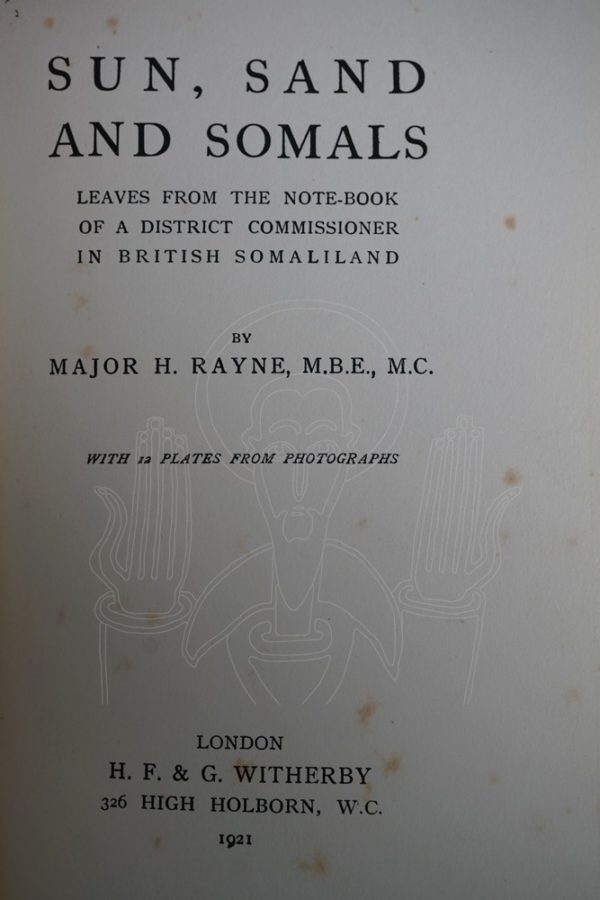 SUN, SAND
AND SOMALS
LEAVES FROM THE NOTE-BOOK
OF A DISTRICT COMMISSIONER
IN BRITISH SOMALILAND
BY
MAJOR H. RAYNE, M.B.E., M.C.
WITH 12 PLATES FROM PHOTOGRAPHS
LONDON
H. F. & G. WITHERBY
326 HIGH HOLBORN, W.C.
1921